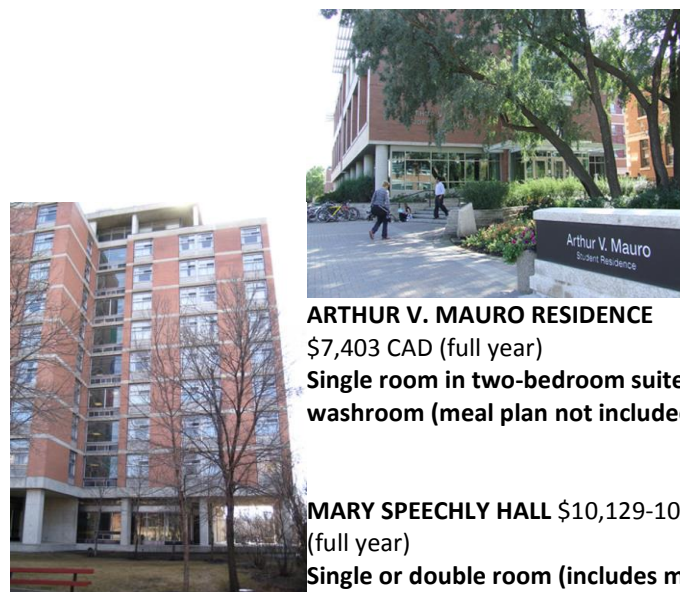 Arthur V. Mauro
Student Residence
ARTHUR V. MAURO RESIDENCE
$7,403 CAD (full year)
Single room in two-bedroom suite
washroom (meal plan not
MARY SPEECHLY HALL $10,129-10
(full year)
Single or double room (includes